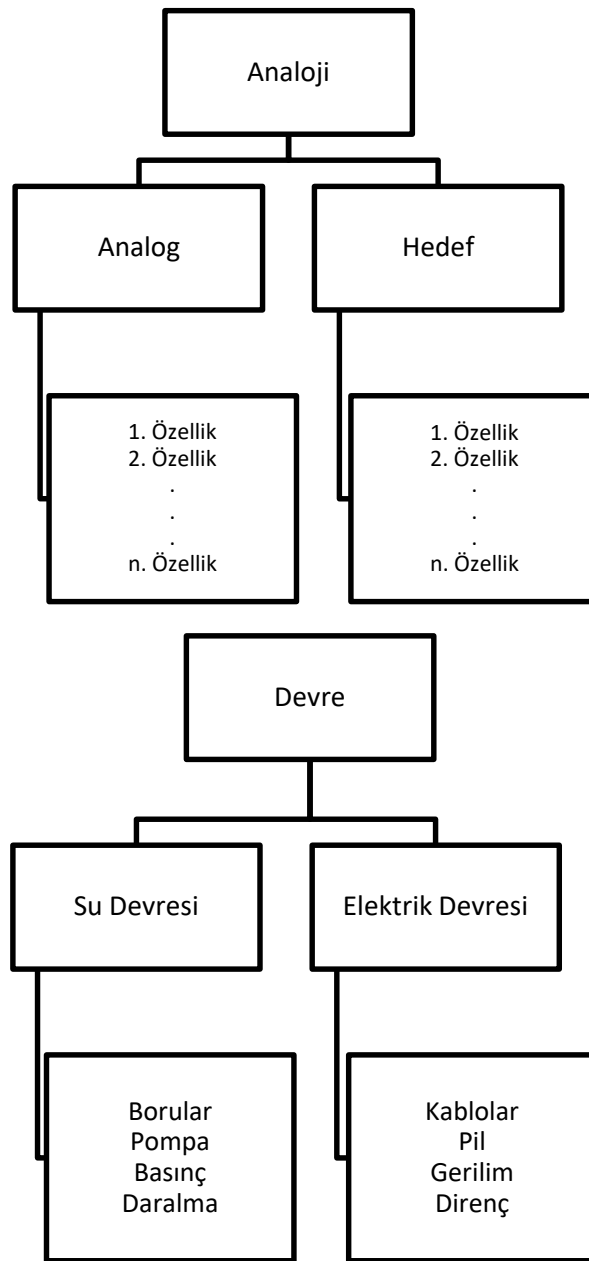 Analoji
Analog
Hedef
1. Özellik
2. Özellik
.
.
.
n. Özellik
1. Özellik
2. Özellik
.
.
.
n. Özellik
Devre
Su Devresi
Elektrik Devresi
Borular
Pompa
Basınç
Daralma
Kablolar
Pil
Gerilim
Direnç